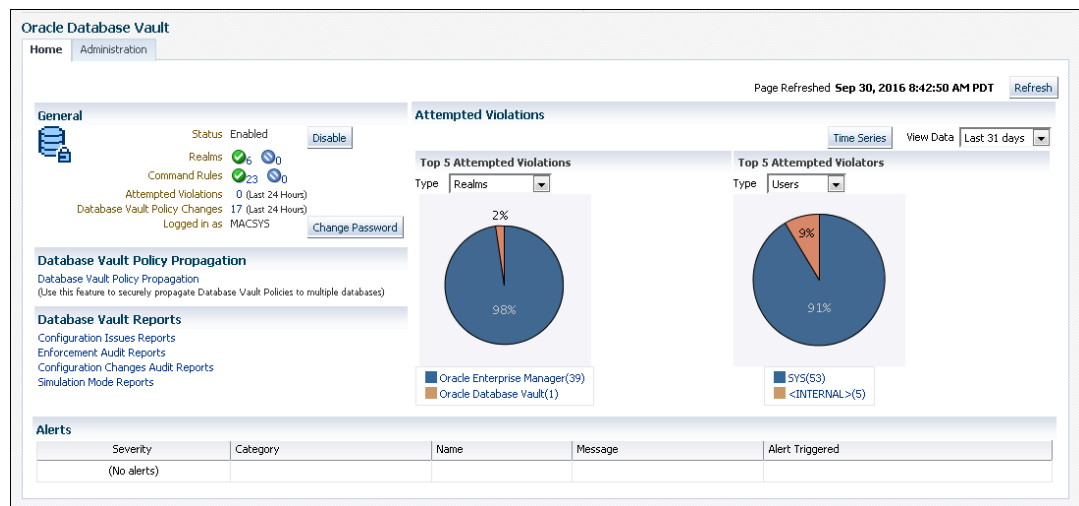 Oracle Database Vault
Home Administration
Page Refreshed Sep 30, 2016 8:42:50 AM PDT Refresh
General
Status Enabled Disable
Realms 6 0
Command Rules 23 0
Attempted Violations 0 (Last 24 Hours)
Database Vault Policy Changes 17 (Last 24 Hours)
Logged in as MACSYS Change Password
Database Vault Policy Propagation
Database Vault Policy Propagation
(Use this feature to securely propagate Database Vault Policies to multiple databases)
Database Vault Reports
Configuration Issues Reports
Enforcement Audit Reports
Configuration Changes Audit Reports
Simulation Mode Reports
Attempted Violations
Time Series View Data Last 31 days
Top 5 Attempted Violations
Type Realms
2%
98%
Oracle Enterprise Manager(39)
Oracle Database Vault(1)
Top 5 Attempted Violators
Type Users
9%
91%
SYS(53)
<INTERNAL>(5)
Alerts
Severity Category Name Message Alert Triggered
(No alerts)